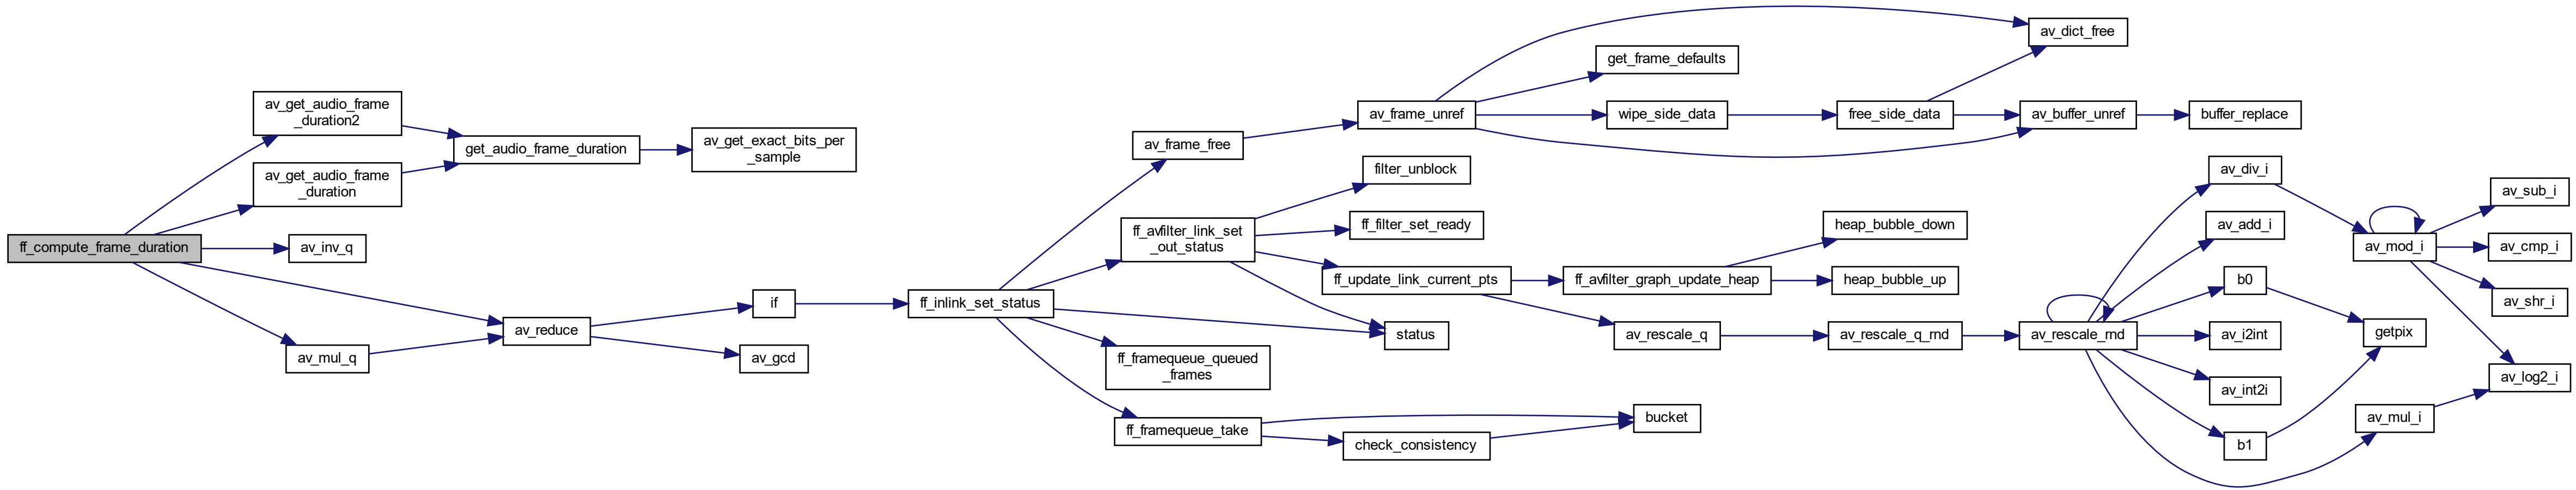 ff_compute_frame_duration
av_get_audio_frame
_duration2
av_get_audio_frame
_duration
av_inv_q
av_mul_q
get_audio_frame_duration
av_reduce
av_get_exact_bits_per
_sample
if
av_gcd
ff_inlink_set_status
av_frame_free
ff_avfilter_link_set
_out_status
ff_framequeue_queued
_frames
ff_framequeue_take
av_frame_unref
filter_unblock
ff_filter_set_ready
ff_update_link_current_pts
status
check_consistency
get_frame_defaults
wipe_side_data
ff_avfilter_graph_update_heap
av_rescale_q
bucket
free_side_data
heap_bubble_down
heap_bubble_up
av_rescale_q_rnd
av_dict_free
av_buffer_unref
av_rescale_rnd
buffer_replace
av_div_i
av_add_i
b0
av_i2int
av_int2i
b1
av_mod_i
getpix
av_mul_i
av_sub_i
av_cmp_i
av_shr_i
av_log2_i